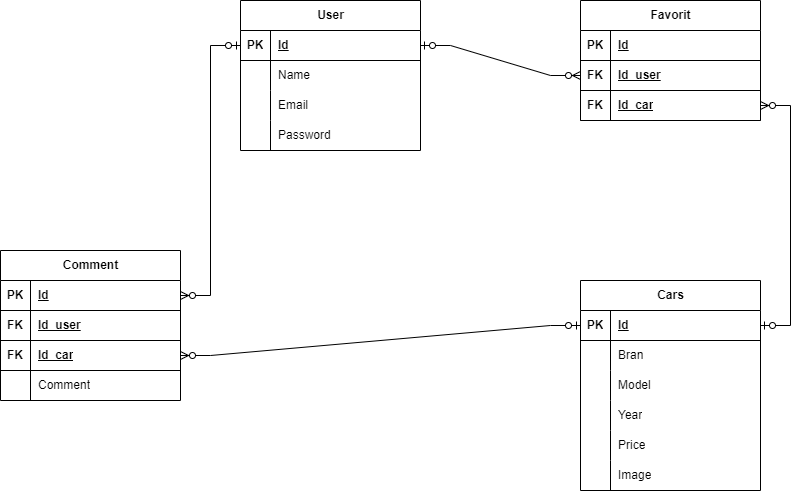 User
PK Id
Name
Email
Password
Favorit
PK Id
FK Id_user
FK Id_car
Comment
PK Id
FK Id_user
FK Id_car
Comment
Cars
PK Id
Bran
Model
Year
Price
Image